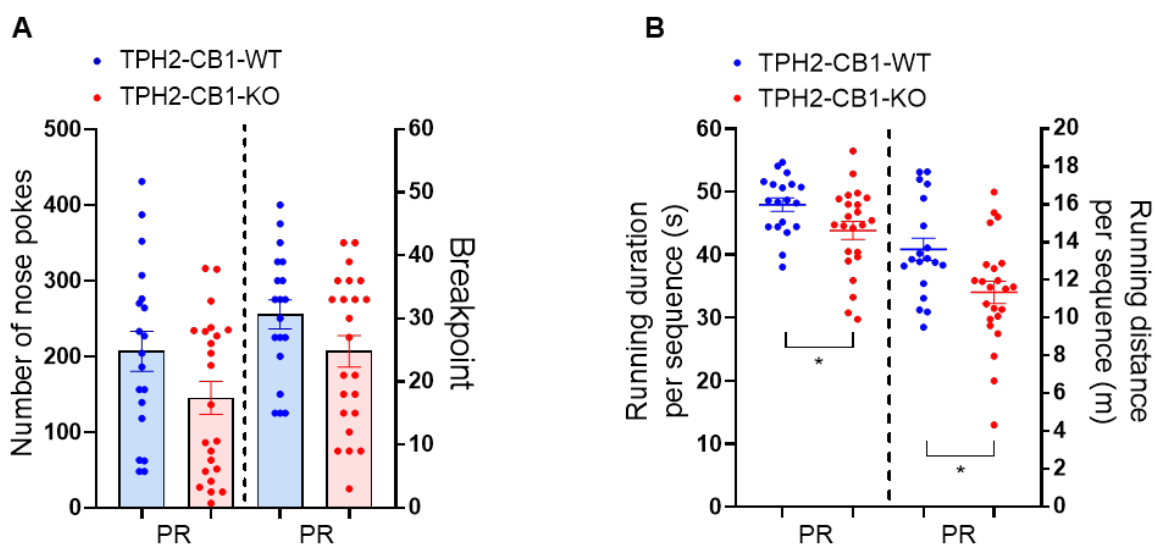 A
TPH2-CB1-WT
TPH2-CB1-KO
Number of nose pokes
500
400
300
200
100
0
60
50
40
30
20
10
0
Breakpoint
PR
PR
B
TPH2-CB1-WT
TPH2-CB1-KO
Running duration
per sequence (s)
60
50
40
30
20
10
0
20
18
16
14
12
10
8
6
4
2
0
Running distance
per sequence (m)
*
*
PR
PR